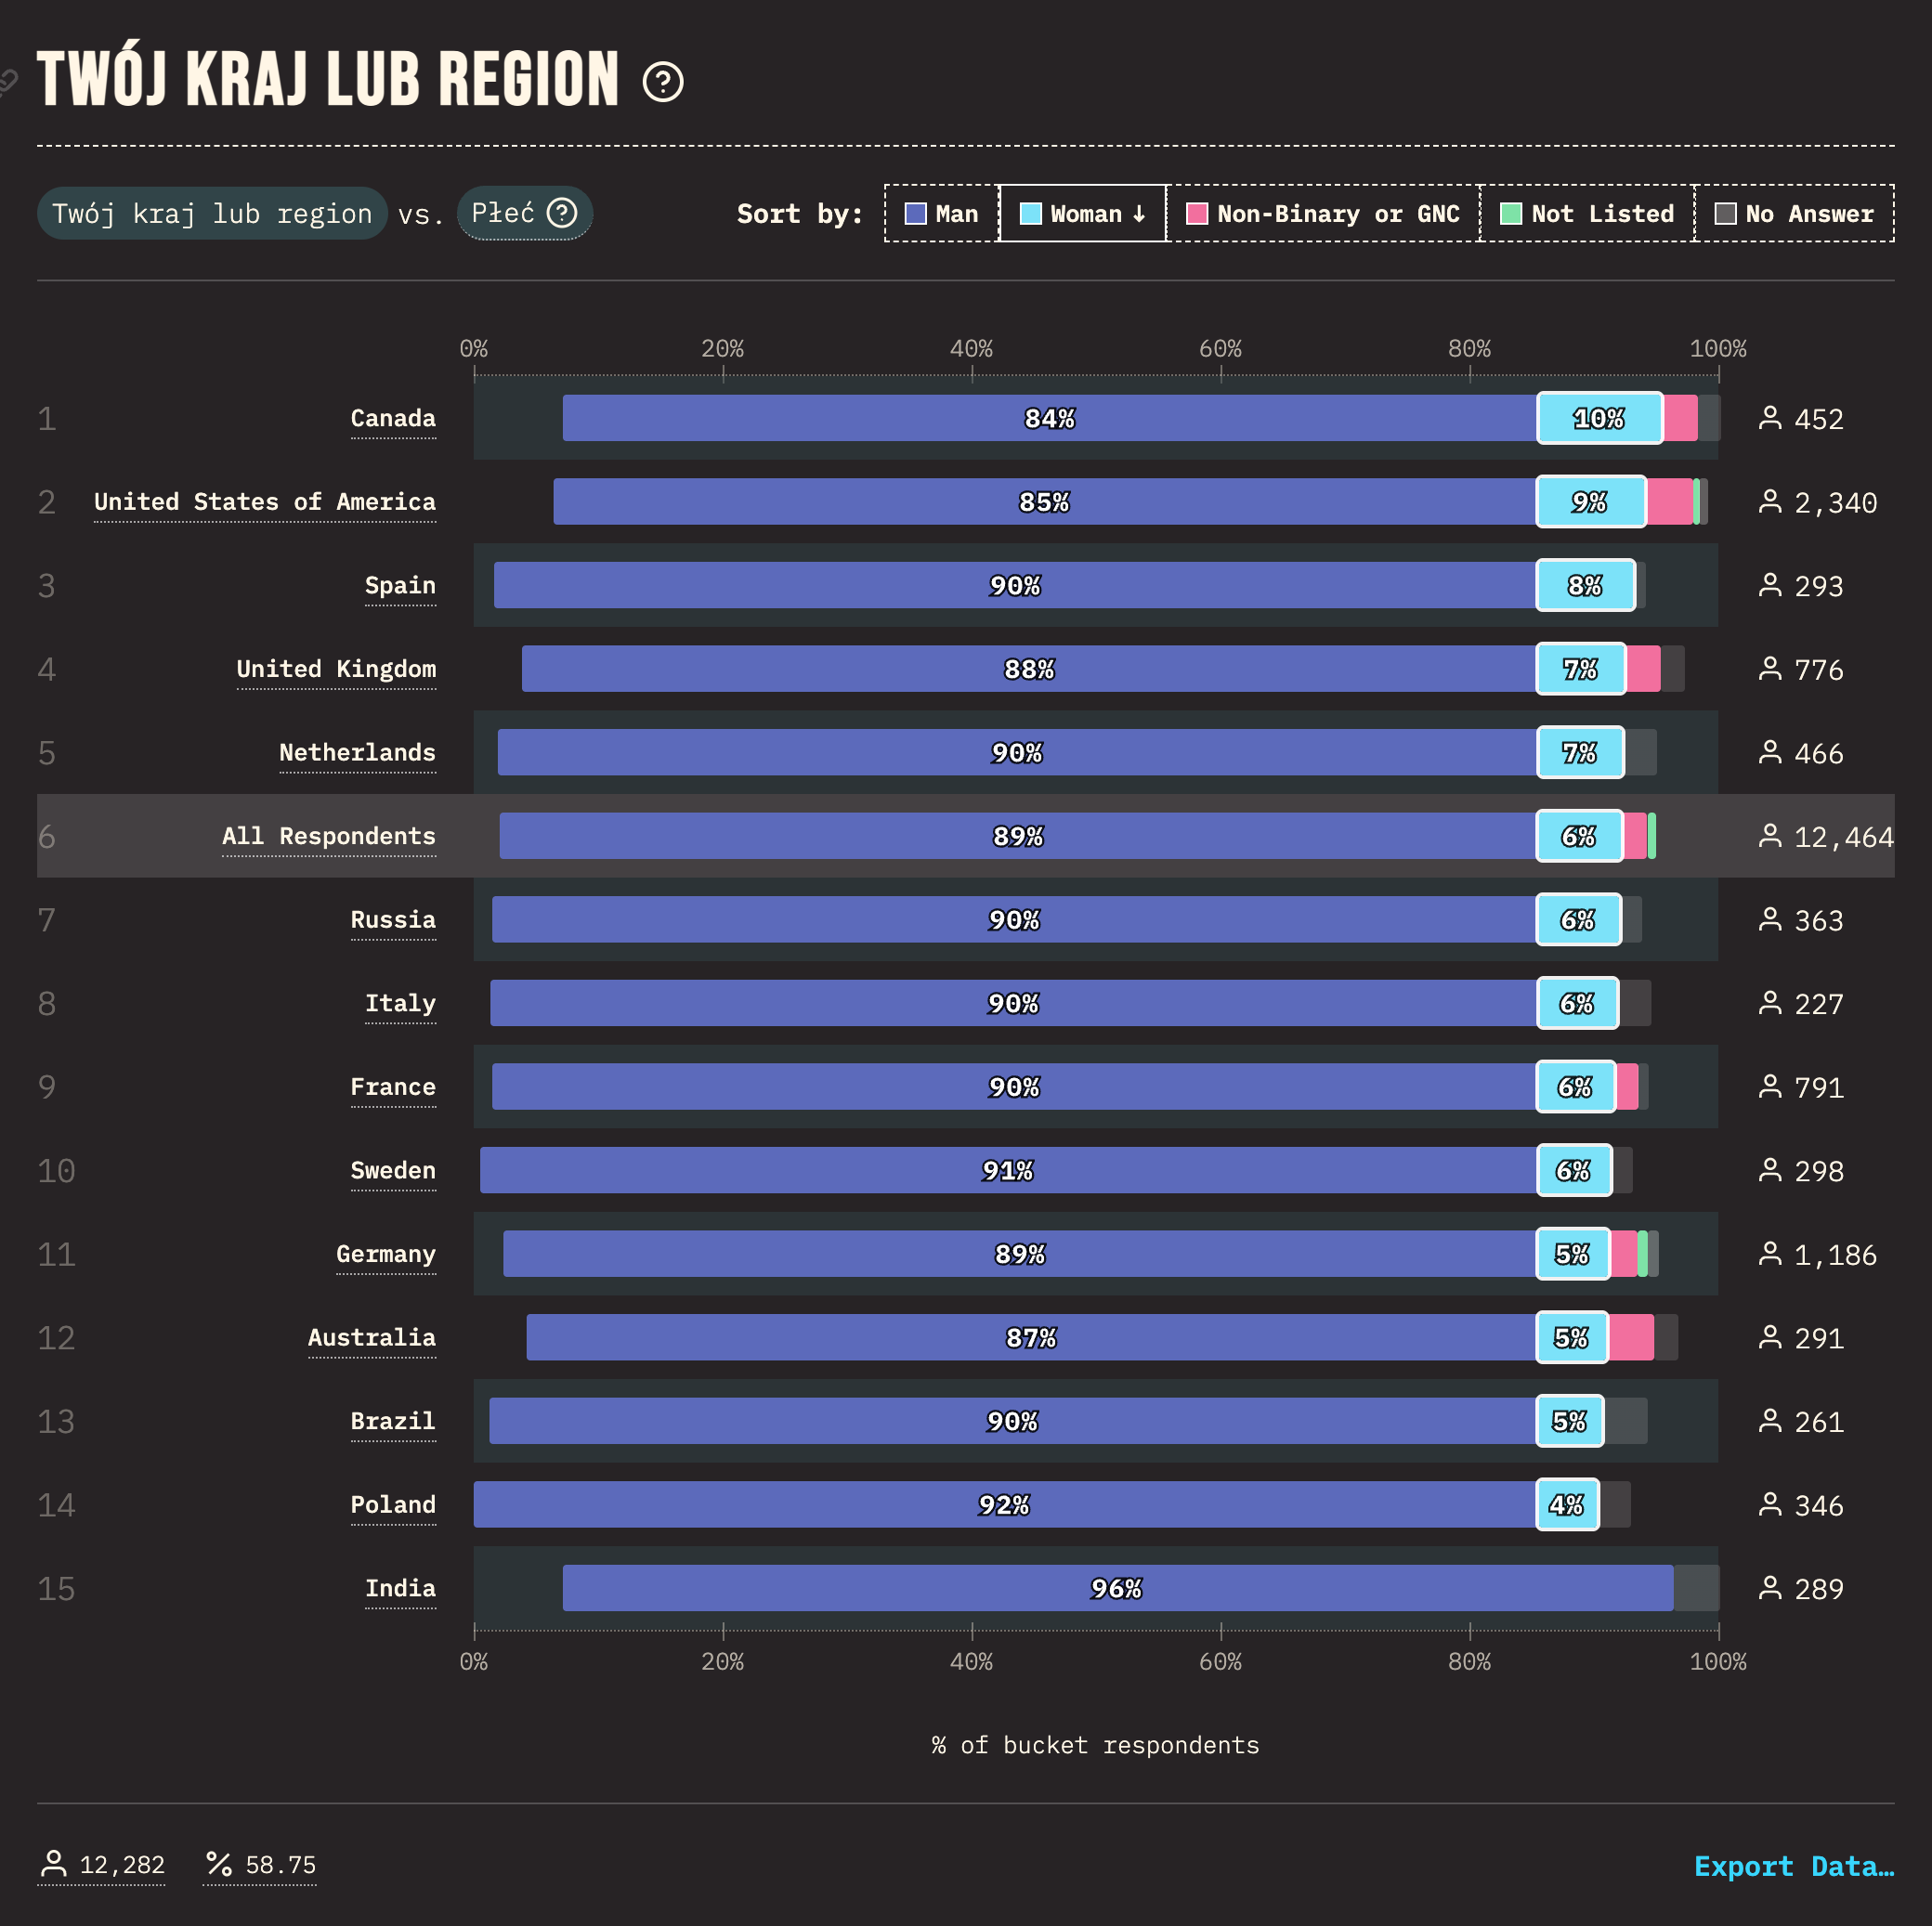 TWÓJ KRAJ LUB REGION ?
Twój kraj lub region vs. Płeć ? Sort by: Man Woman ↓ Non-Binary or GNC Not Listed No Answer
0% 20% 40% 60% 80% 100%
1 Canada 84% 10% 452
2 United States of America 85% 9% 2,340
3 Spain 90% 8% 293
4 United Kingdom 88% 7% 776
5 Netherlands 90% 7% 466
6 All Respondents 89% 6% 12,464
7 Russia 90% 6% 363
8 Italy 90% 6% 227
9 France 90% 6% 791
10 Sweden 91% 6% 298
11 Germany 89% 5% 1,186
12 Australia 87% 5% 291
13 Brazil 90% 5% 261
14 Poland 92% 4% 346
15 India 96% 289
0% 20% 40% 60% 80% 100%
% of bucket respondents
12,282 % 58.75 Export Data…